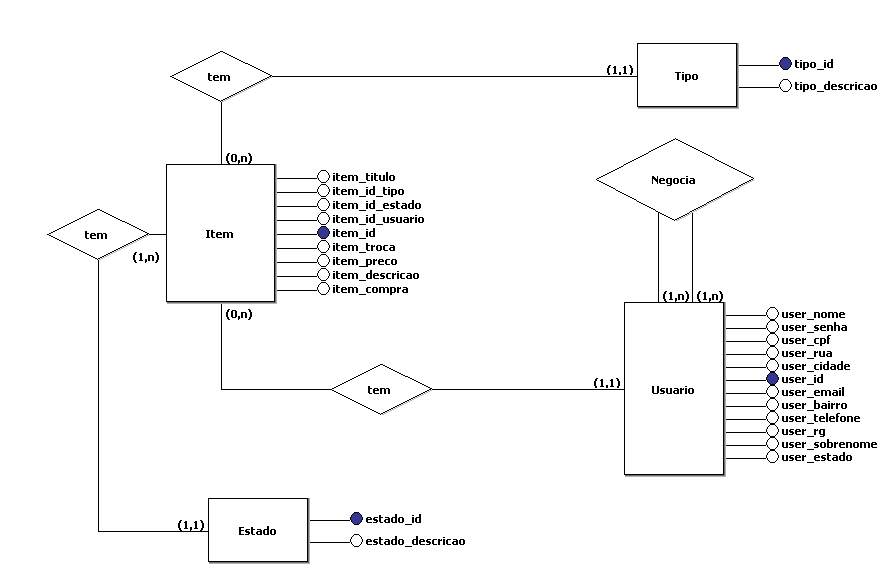 tem
(1,1)
Tipo
tipo_id
tipo_descricao
(0,n)
Item
item_titulo
item_id_tipo
item_id_estado
item_id_usuario
item_id
item_troca
item_preco
item_descricao
item_compra
Negocia
tem
(1,n)
(0,n)
(1,n)
(1,n)
tem
(1,1)
Usuario
user_nome
user_senha
user_cpf
user_rua
user_cidade
user_id
user_email
user_bairro
user_telefone
user_rg
user_sobrenome
user_estado
(1,1)
Estado
estado_id
estado_descricao